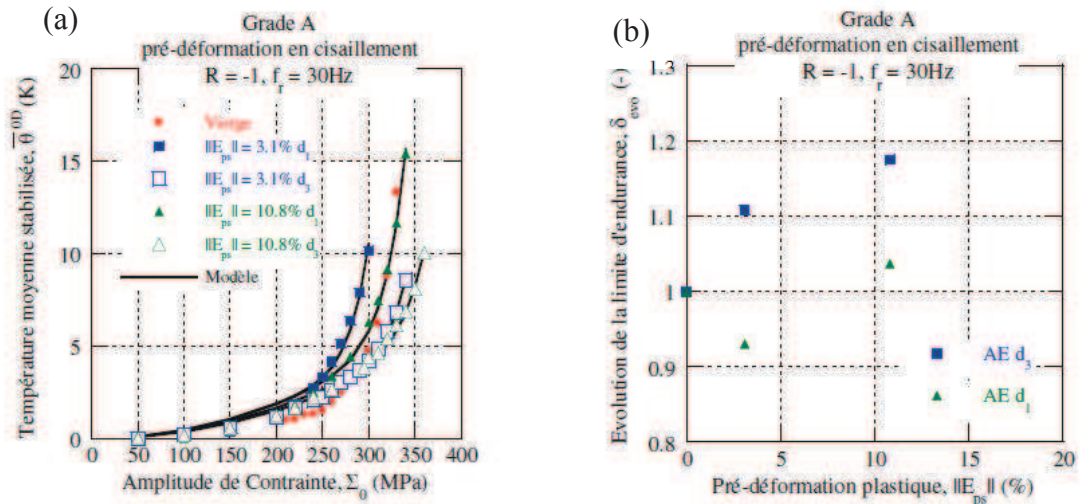 (a)
Grade A
pré-déformation en cisaillement
R = -1, f_r = 30Hz
Température moyenne stabilisée, θ̅^0D (K)
20
15
10
5
0
Vierge
||E_ps|| = 3.1% d_1
||E_ps|| = 3.1% d_3
||E_ps|| = 10.8% d_1
||E_ps|| = 10.8% d_3
Modèle
0 50 100 150 200 250 300 350 400
Amplitude de Contrainte, Σ_0 (MPa)
(b)
Grade A
pré-déformation en cisaillement
R = -1, f_r = 30Hz
Evolution de la limite d'endurance, δ_evo (-)
1.3
1.2
1.1
1
0.9
0.8
AE d_3
AE d_1
0 5 10 15 20
Pré-déformation plastique, ||E_ps|| (%)